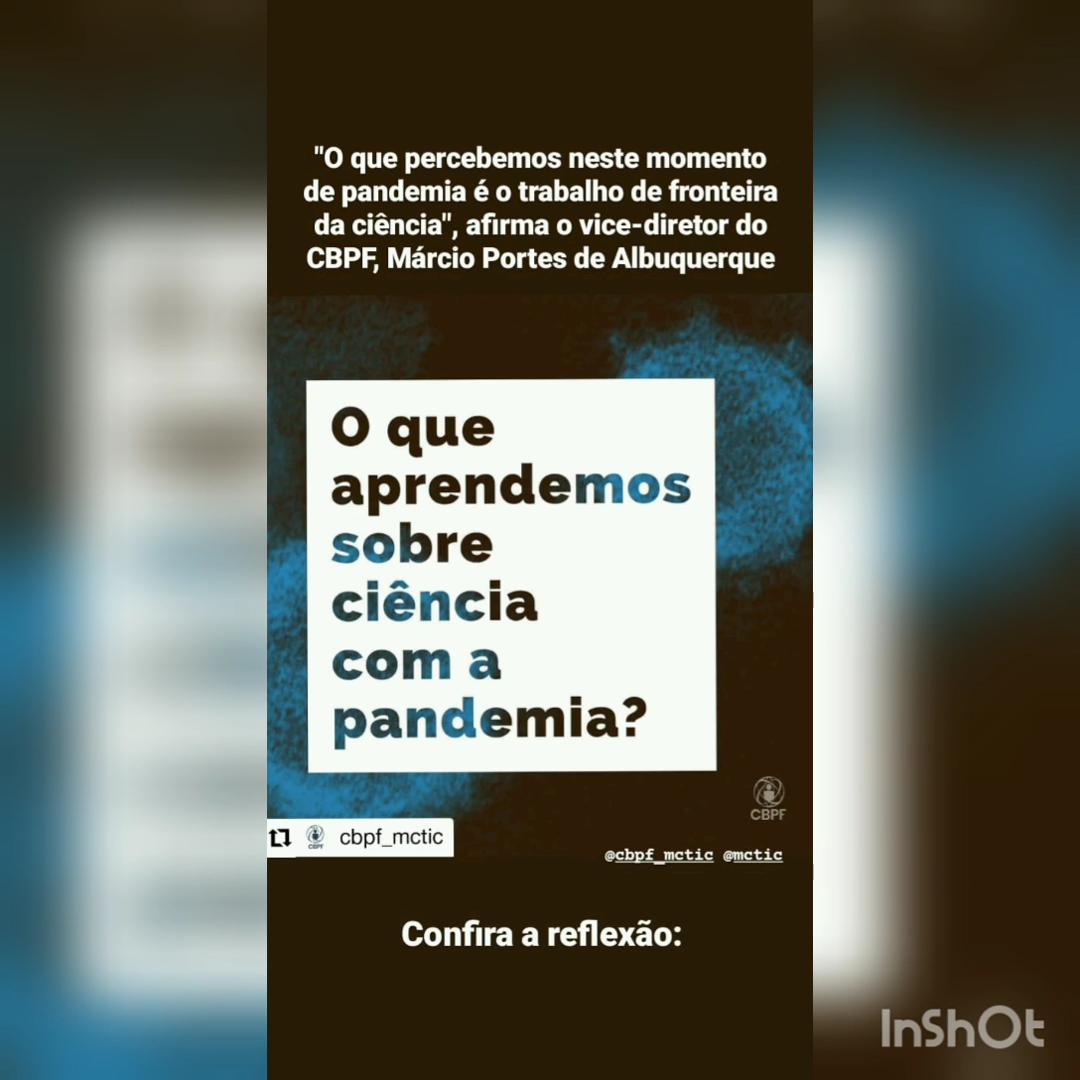 "O que percebemos neste momento
de pandemia é o trabalho de fronteira
da ciência", afirma o vice-diretor do
CBPF, Márcio Portes de Albuquerque
O que
aprendemos
sobre
ciência
com a
pandemia?
CBPF
CBPF
cbpf_mctic
@cbpf_mctic @mctic
Confira a reflexão:
InShOt